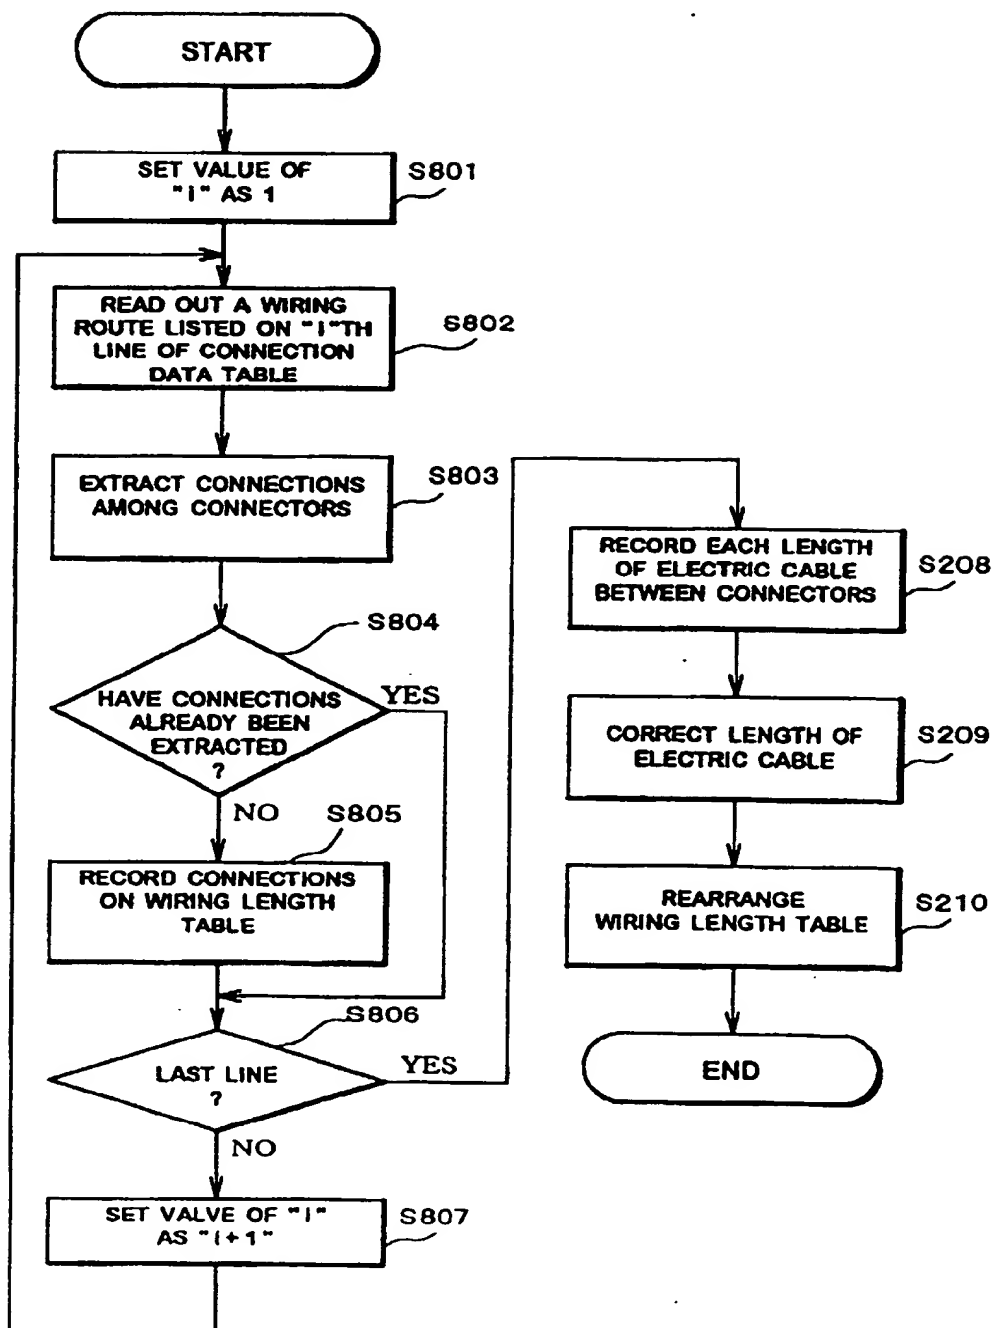 START
SET VALUE OF
"i" AS 1
S801
READ OUT A WIRING
ROUTE LISTED ON "i"TH
LINE OF CONNECTION
DATA TABLE
S802
EXTRACT CONNECTIONS
AMONG CONNECTORS
S803
S804
HAVE CONNECTIONS
ALREADY BEEN
EXTRACTED
?
YES
NO
S805
RECORD CONNECTIONS
ON WIRING LENGTH
TABLE
S806
LAST LINE
?
YES
NO
SET VALVE OF "i"
AS "i+1"
S807
RECORD EACH LENGTH
OF ELECTRIC CABLE
BETWEEN CONNECTORS
S208
CORRECT LENGTH OF
ELECTRIC CABLE
S209
REARRANGE
WIRING LENGTH TABLE
S210
END